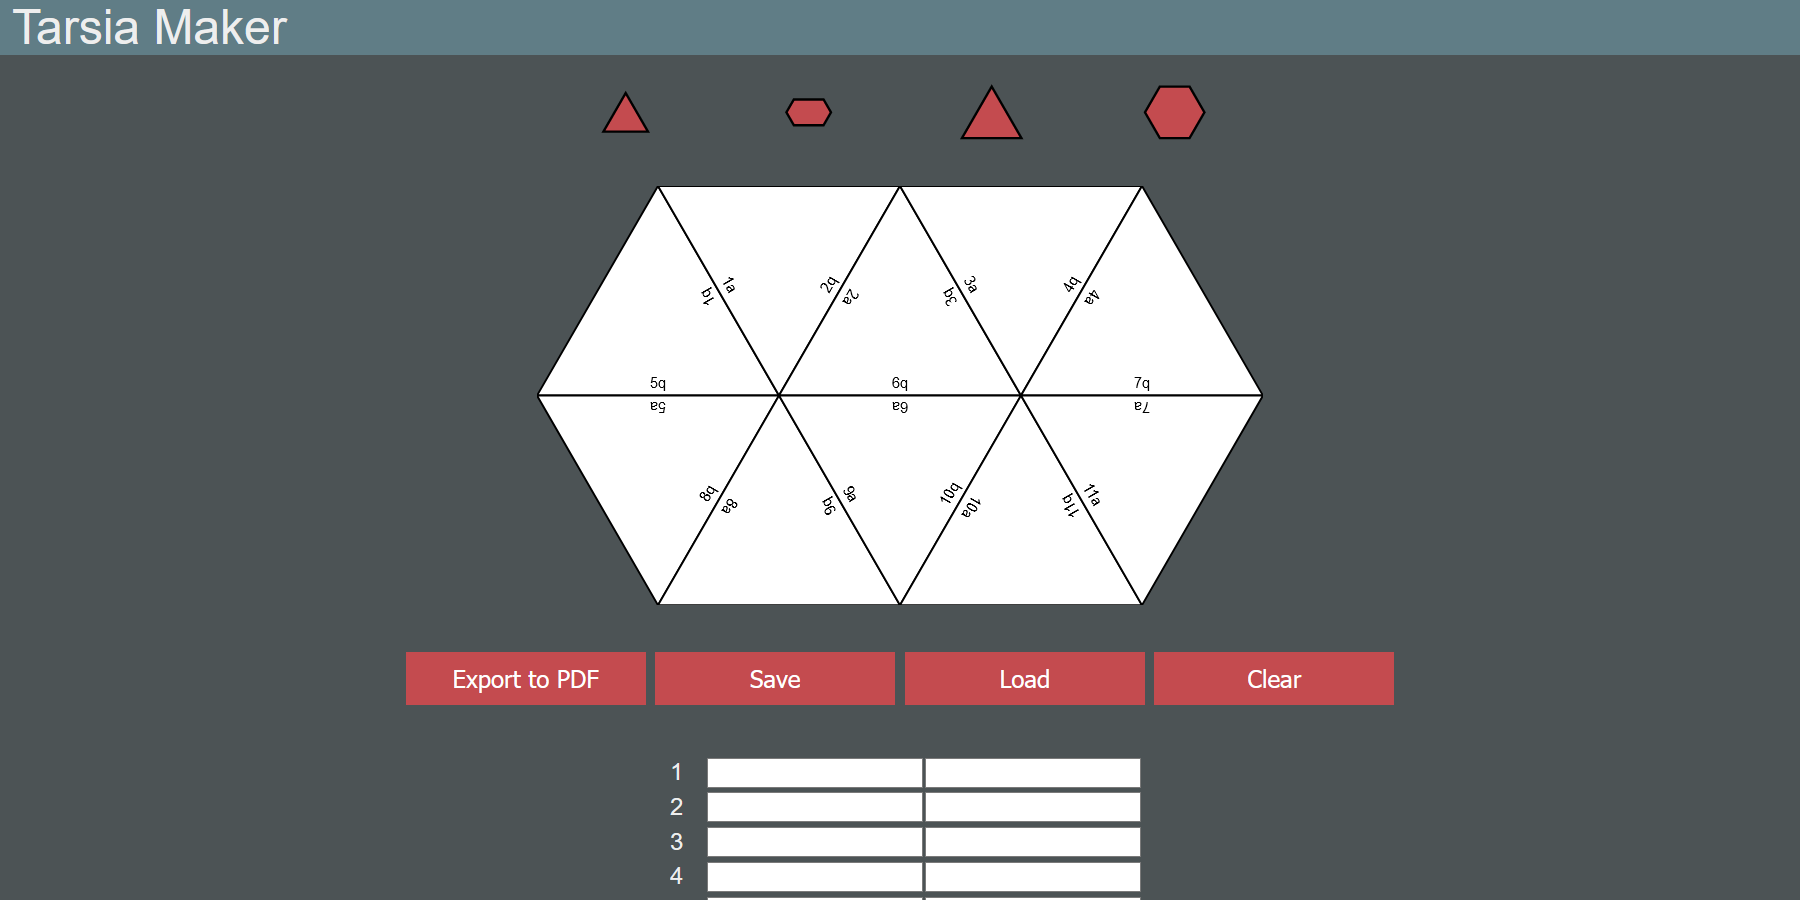 Tarsia Maker
1a
1q
2q
2a
3a
3q
4q
4a
5q
5a
6q
6a
7q
7a
8q
8a
9a
9q
10q
10a
11a
11q
Export to PDF
Save
Load
Clear
1
2
3
4